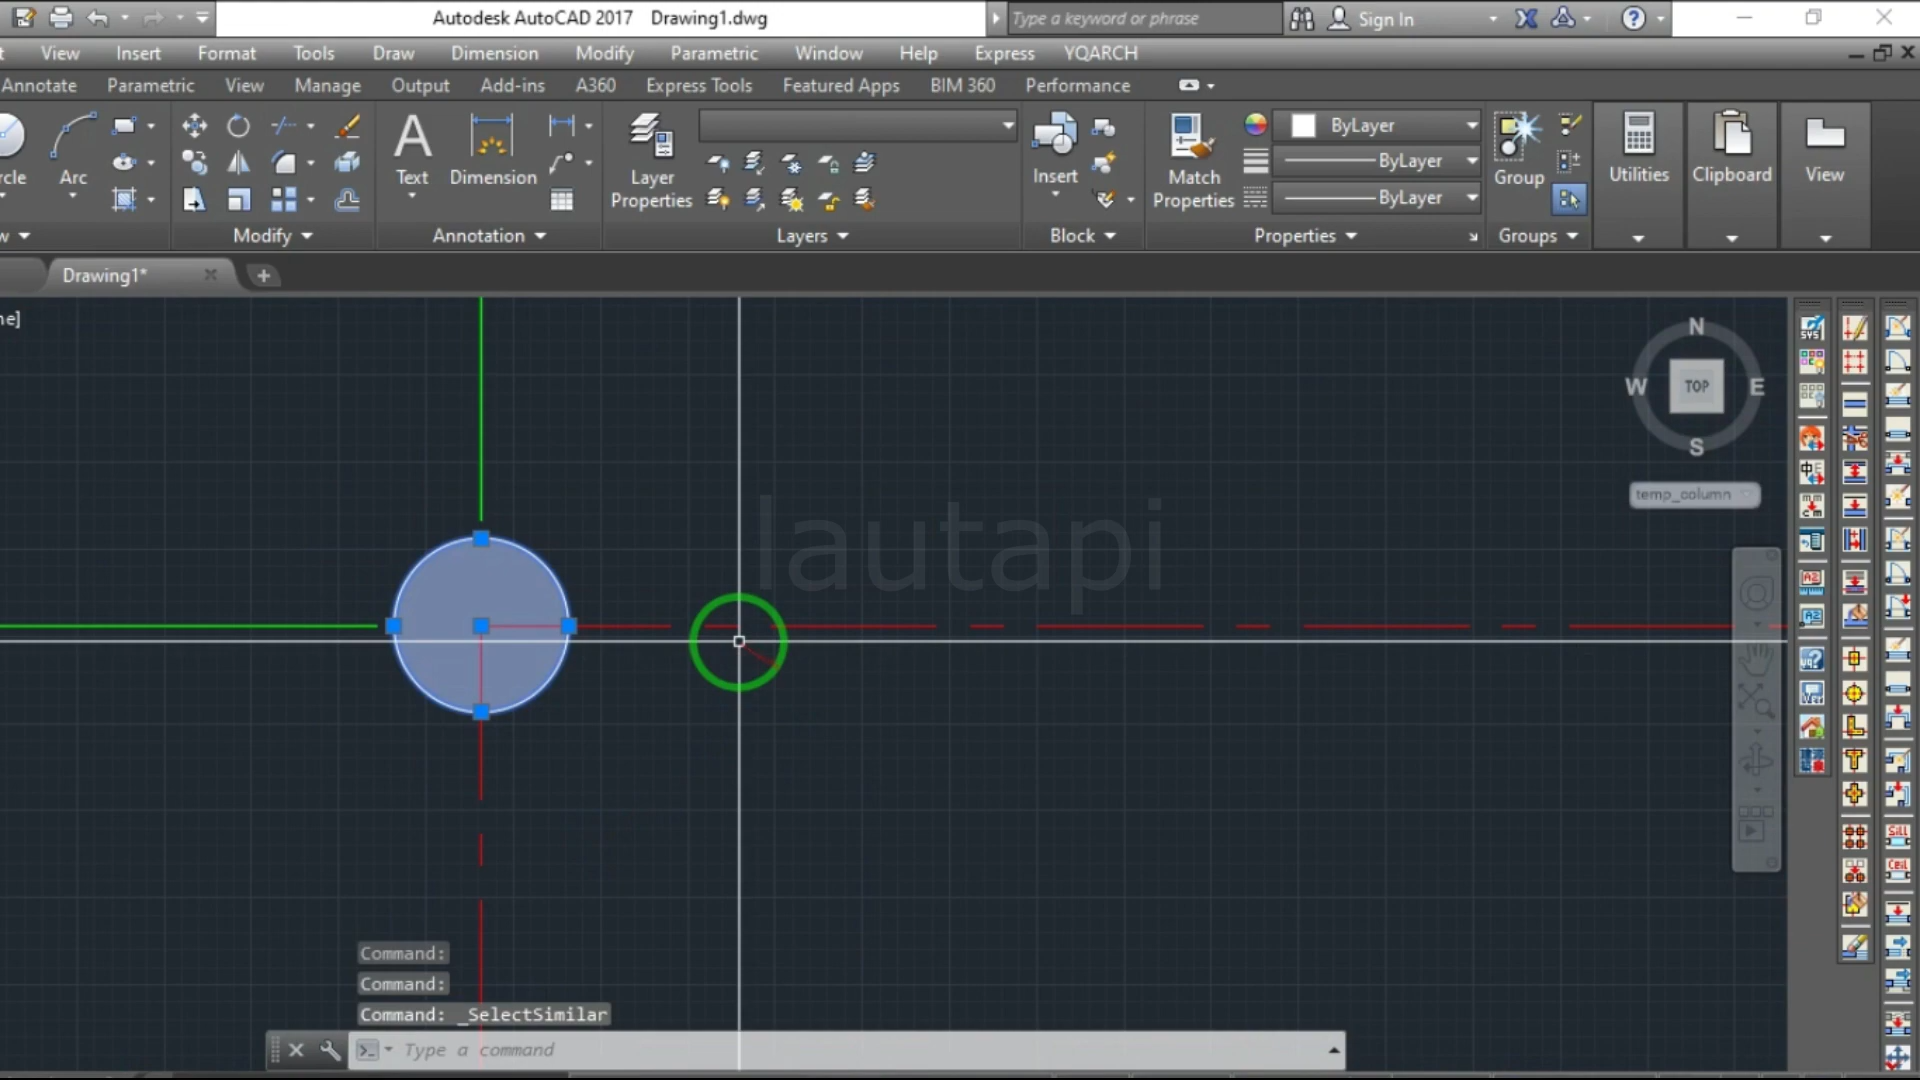 Autodesk AutoCAD 2017 Drawing1.dwg
Type a keyword or phrase
Sign In
View Insert Format Tools Draw Dimension Modify Parametric Window Help Express YQARCH
Annotate Parametric View Manage Output Add-ins A360 Express Tools Featured Apps BIM 360 Performance
rcle
Arc
Text
Dimension
Layer
Properties
Insert
Match
Properties
ByLayer
ByLayer
ByLayer
Group
Utilities
Clipboard
View
w
Modify
Annotation
Layers
Block
Properties
Groups
Drawing1*
ne]
N
W
TOP
E
S
temp_column
lautapi
Command:
Command:
Command: _SelectSimilar
Type a command